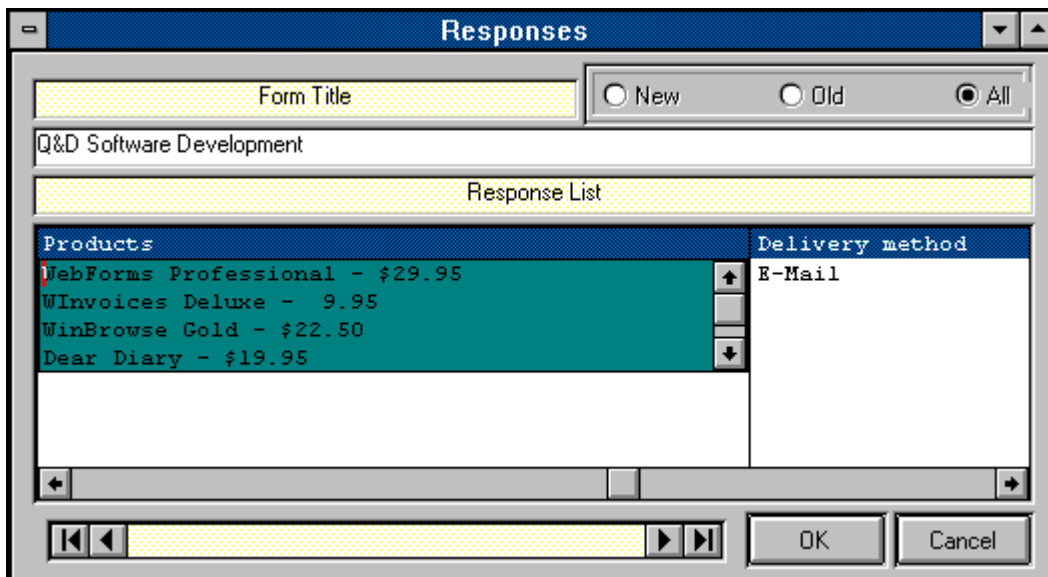 Responses
Form Title
New Old All
Q&D Software Development
Response List
Products Delivery method
WebForms Professional - $29.95 E-Mail
WInvoices Deluxe -  9.95
WinBrowse Gold - $22.50
Dear Diary - $19.95
OK Cancel